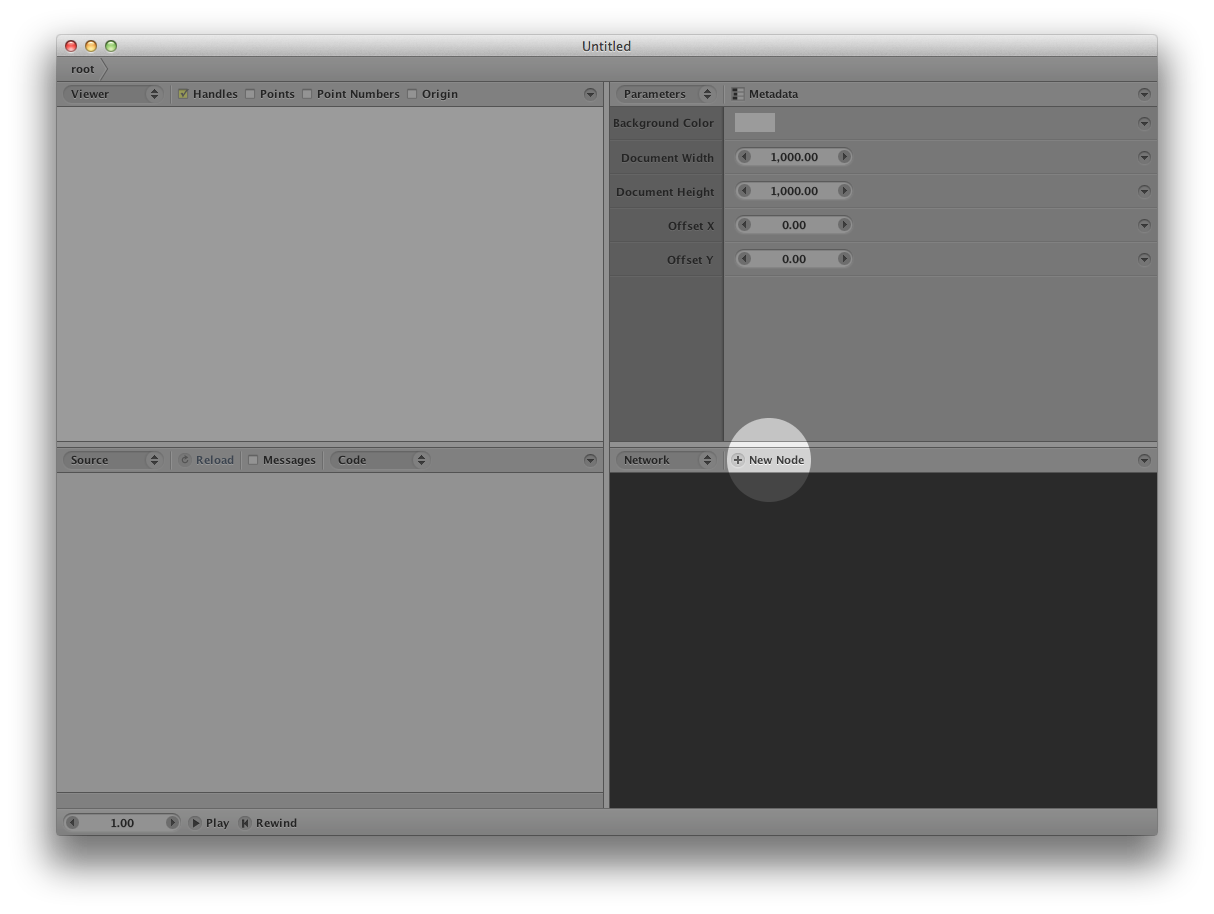 Untitled
root
Viewer Handles Points Point Numbers Origin
Parameters Metadata
Background Color
Document Width 1,000.00
Document Height 1,000.00
Offset X 0.00
Offset Y 0.00
Source Reload Messages Code
Network New Node
1.00 Play Rewind